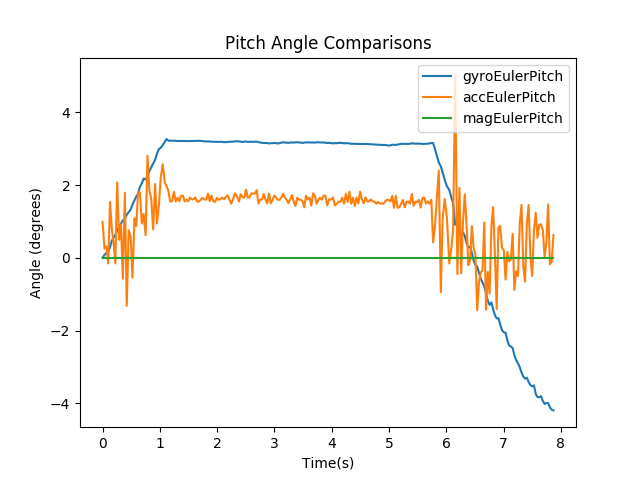 Pitch Angle Comparisons
gyroEulerPitch
accEulerPitch
magEulerPitch
Angle (degrees)
4
2
0
−2
−4
0 1 2 3 4 5 6 7 8
Time(s)